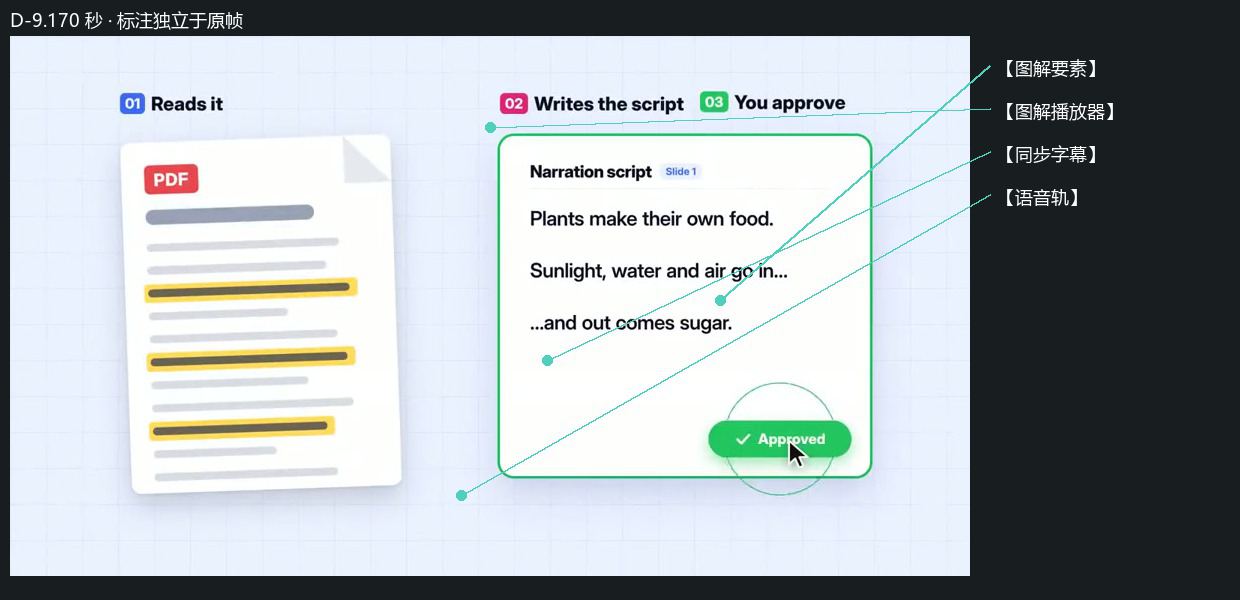 D-9.170 秒 · 标注独立于原帧
01 Reads it
02 Writes the script
03 You approve
PDF
Narration script Slide 1
Plants make their own food.
Sunlight, water and air go in...
...and out comes sugar.
Approved
【图解要素】
【图解播放器】
【同步字幕】
【语音轨】